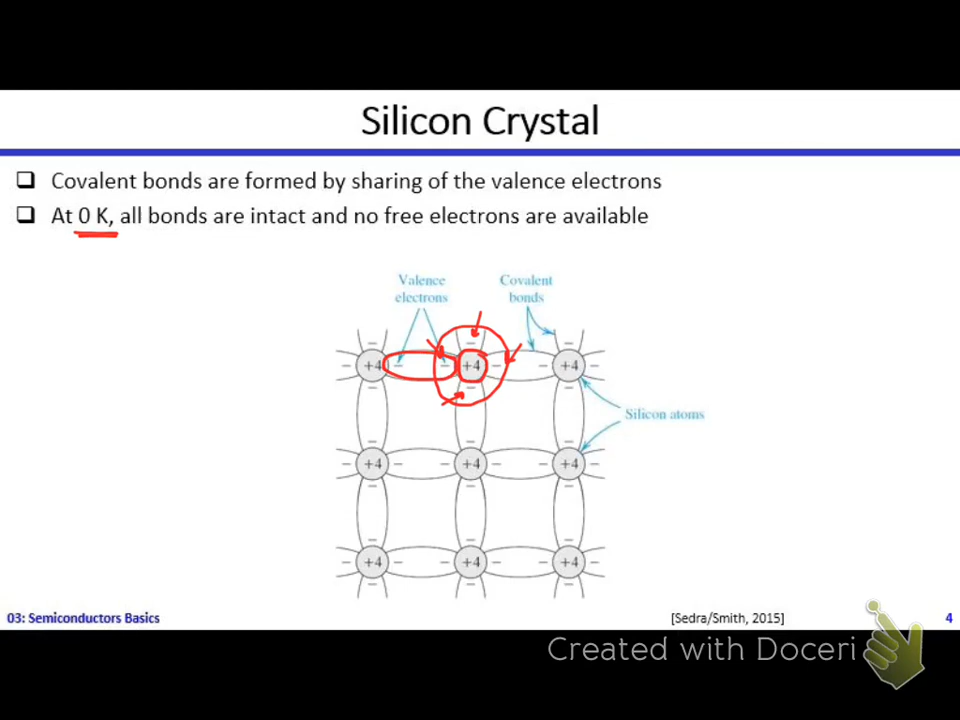 Silicon Crystal
Covalent bonds are formed by sharing of the valence electrons
At 0 K, all bonds are intact and no free electrons are available
Valence
electrons
Covalent
bonds
+4 +4 +4
Silicon atoms
+4 +4 +4
+4 +4 +4
03: Semiconductors Basics
[Sedra/Smith, 2015]
4
Created with Doceri